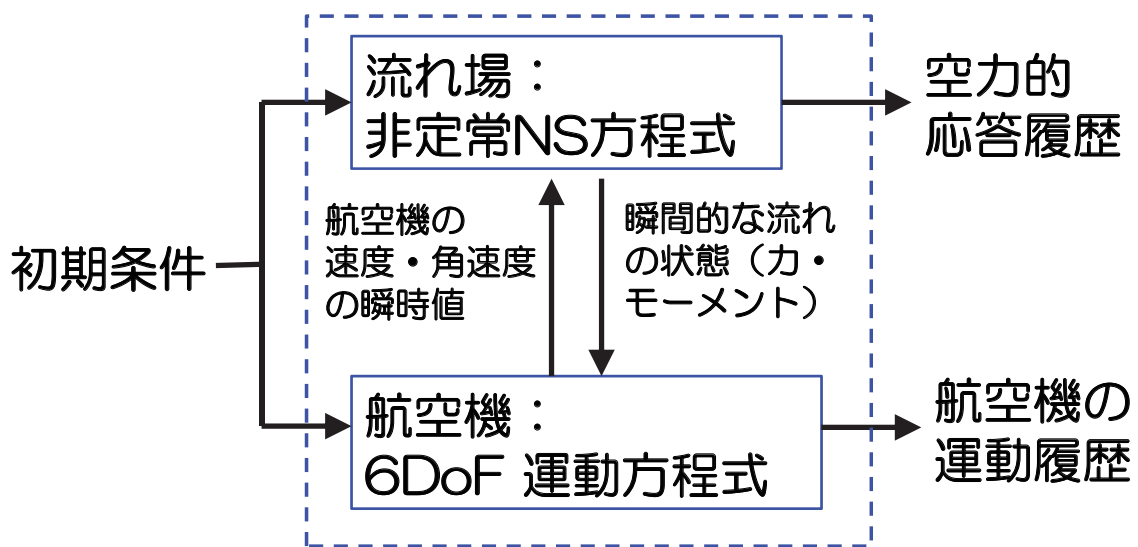 初期条件
流れ場：
非定常NS方程式
空力的
応答履歴
航空機の
速度・角速度
の瞬時値
瞬間的な流れ
の状態（力・
モーメント）
航空機：
6DoF 運動方程式
航空機の
運動履歴